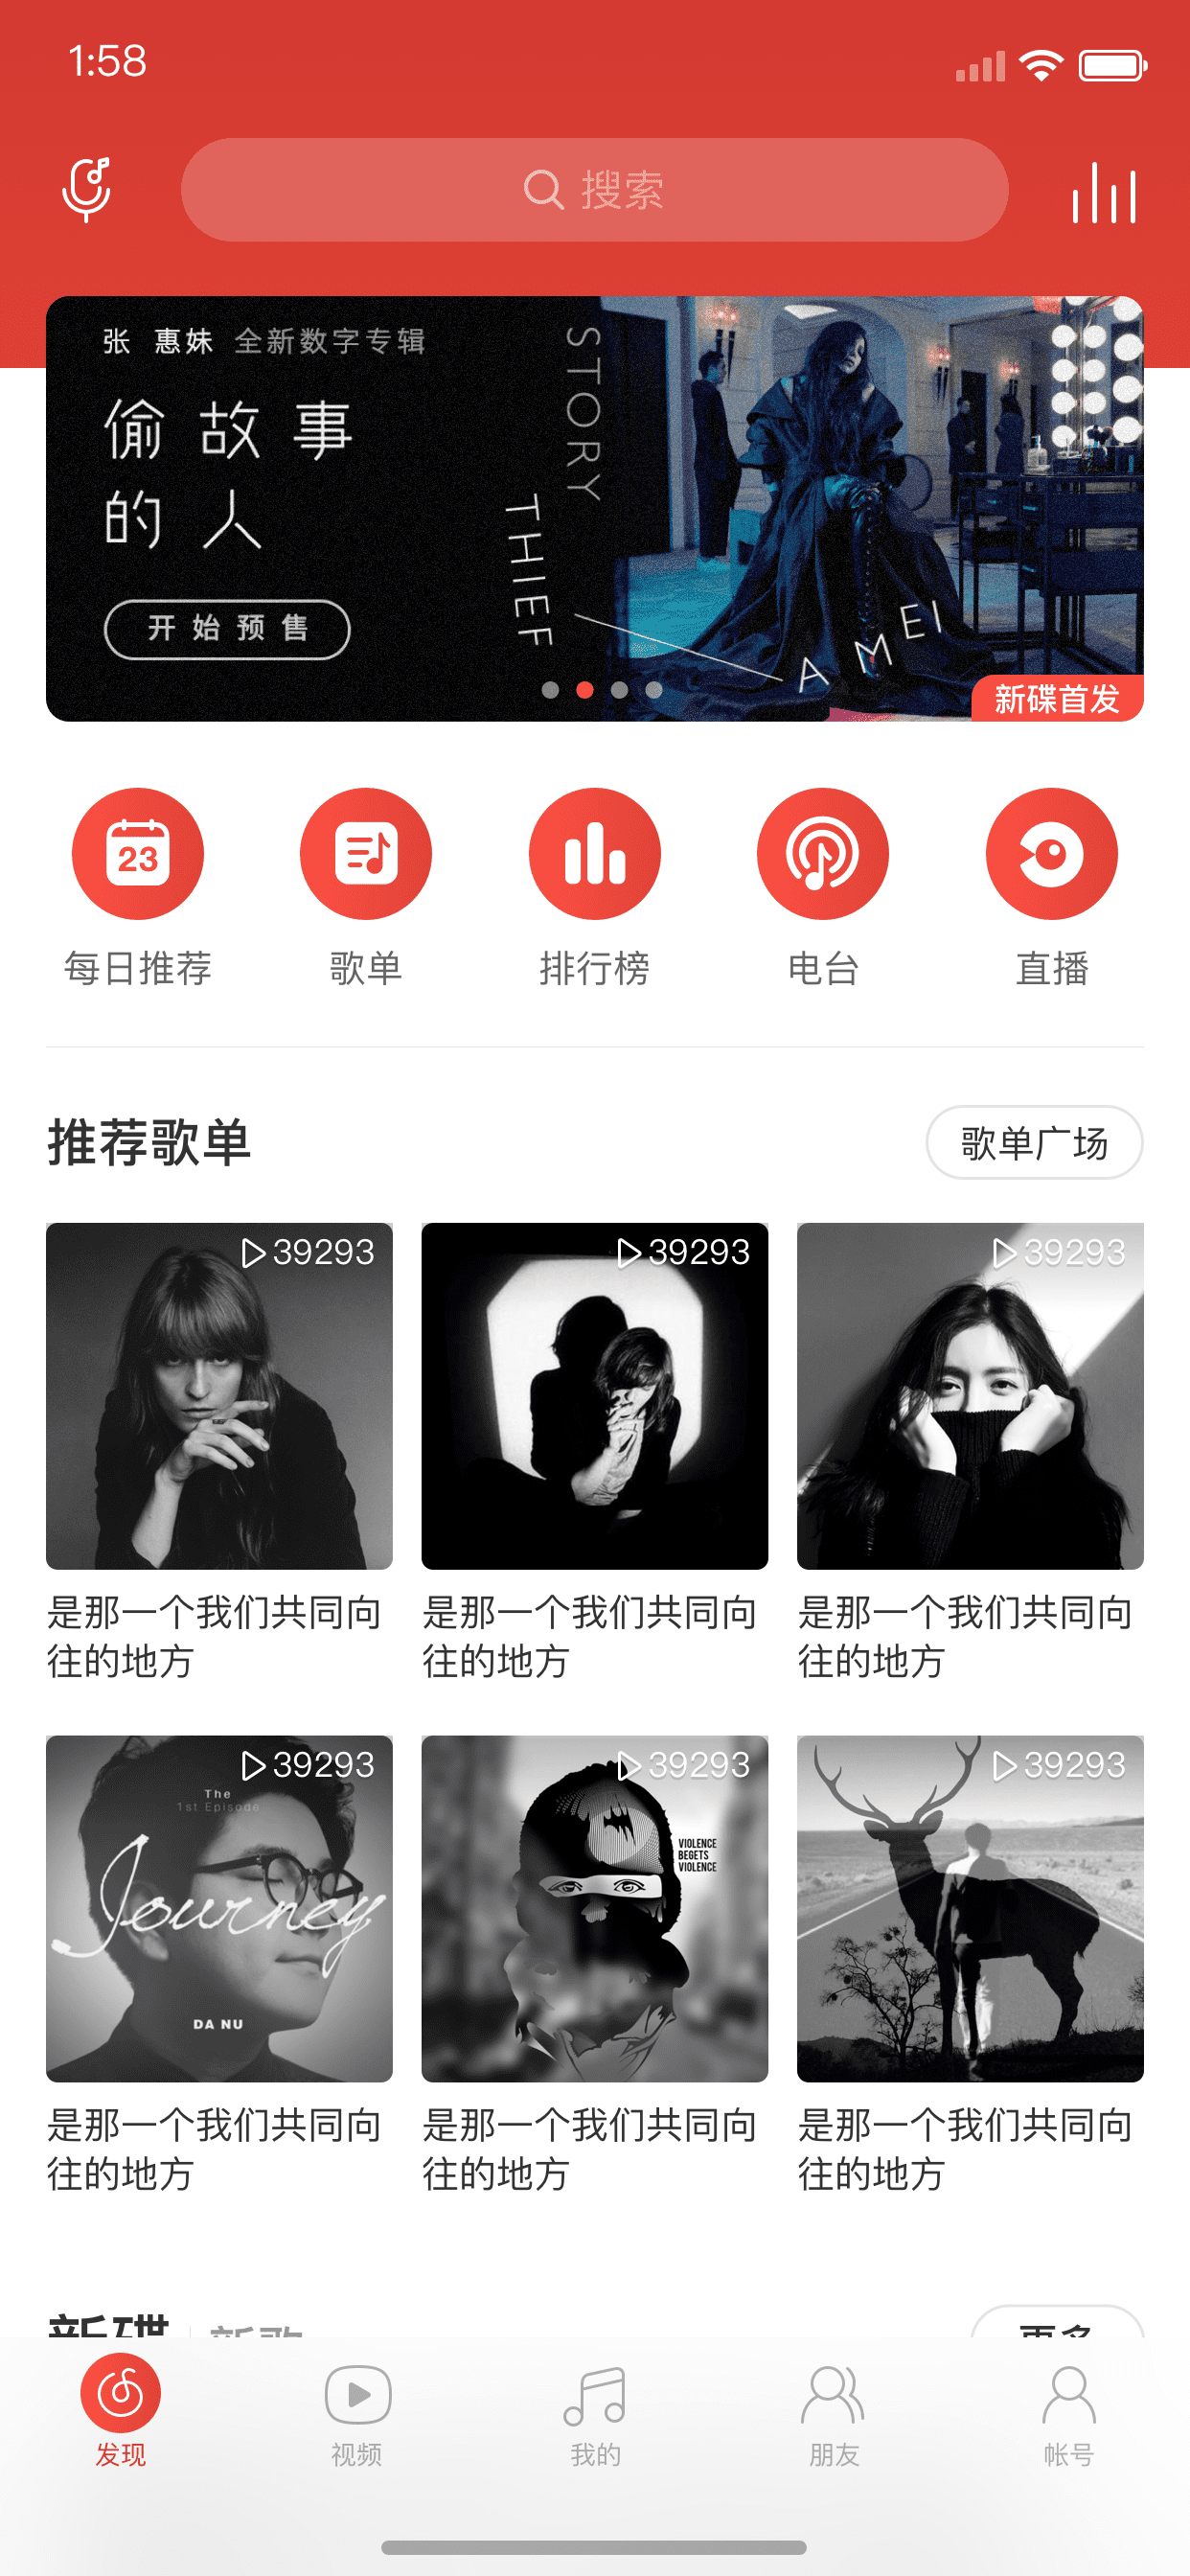 1:58
搜索
张 惠妹 全新数字专辑
偷故事
的人
开始预售
STORY
THIEF
A MEI
新碟首发
23
每日推荐
歌单
排行榜
电台
直播
推荐歌单
歌单广场
39293
39293
39293
是那一个我们共同向
往的地方
是那一个我们共同向
往的地方
是那一个我们共同向
往的地方
39293
39293
39293
The
1st Episode
Journey
DA NU
VIOLENCE
BEGETS
VIOLENCE
是那一个我们共同向
往的地方
是那一个我们共同向
往的地方
是那一个我们共同向
往的地方
新碟
新歌
更多
发现
视频
我的
朋友
帐号